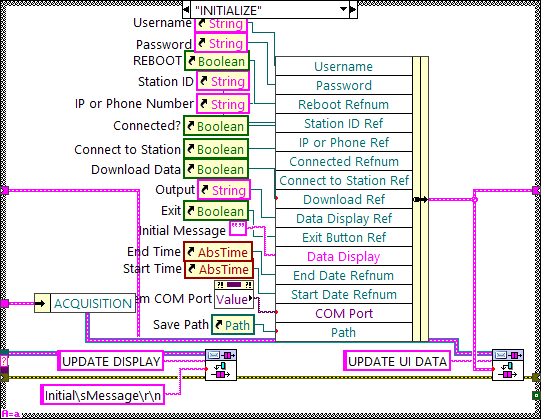 "INITIALIZE"
Username String
Password String
REBOOT Boolean
Station ID String
IP or Phone Number String
Connected? Boolean
Connect to Station Boolean
Download Data Boolean
Output String
Exit Boolean
Initial Message
End Time AbsTime
Start Time AbsTime
COM Port Value
Save Path Path
Username
Password
Reboot Refnum
Station ID Ref
IP or Phone Ref
Connected Refnum
Connect to Station Ref
Download Ref
Data Display Ref
Exit Button Ref
Data Display
End Date Refnum
Start Date Refnum
COM Port
Path
ACQUISITION
UPDATE DISPLAY
UPDATE UI DATA
Initial\sMessage\r\n
?
A=a